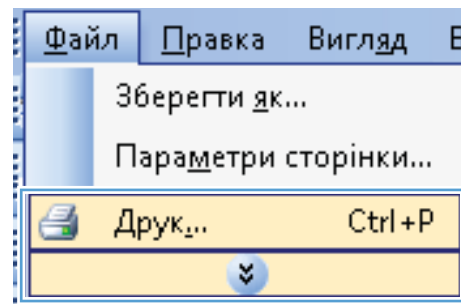 Файл Правка Вигляд В
Зберегти як...
Параметри сторінки...
Друк... Ctrl+P